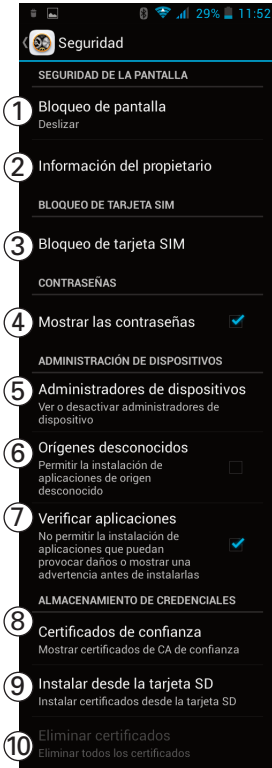 29% 11:52
Seguridad
SEGURIDAD DE LA PANTALLA
1 Bloqueo de pantalla
Deslizar
2 Información del propietario
BLOQUEO DE TARJETA SIM
3 Bloqueo de tarjeta SIM
CONTRASEÑAS
4 Mostrar las contraseñas
ADMINISTRACIÓN DE DISPOSITIVOS
5 Administradores de dispositivos
Ver o desactivar administradores de
dispositivo
6 Orígenes desconocidos
Permitir la instalación de
aplicaciones de origen
desconocido
7 Verificar aplicaciones
No permitir la instalación de
aplicaciones que puedan
provocar daños o mostrar una
advertencia antes de instalarlas
ALMACENAMIENTO DE CREDENCIALES
8 Certificados de confianza
Mostrar certificados de CA de confianza
9 Instalar desde la tarjeta SD
Instalar certificados desde la tarjeta SD
10 Eliminar certificados
Eliminar todos los certificados